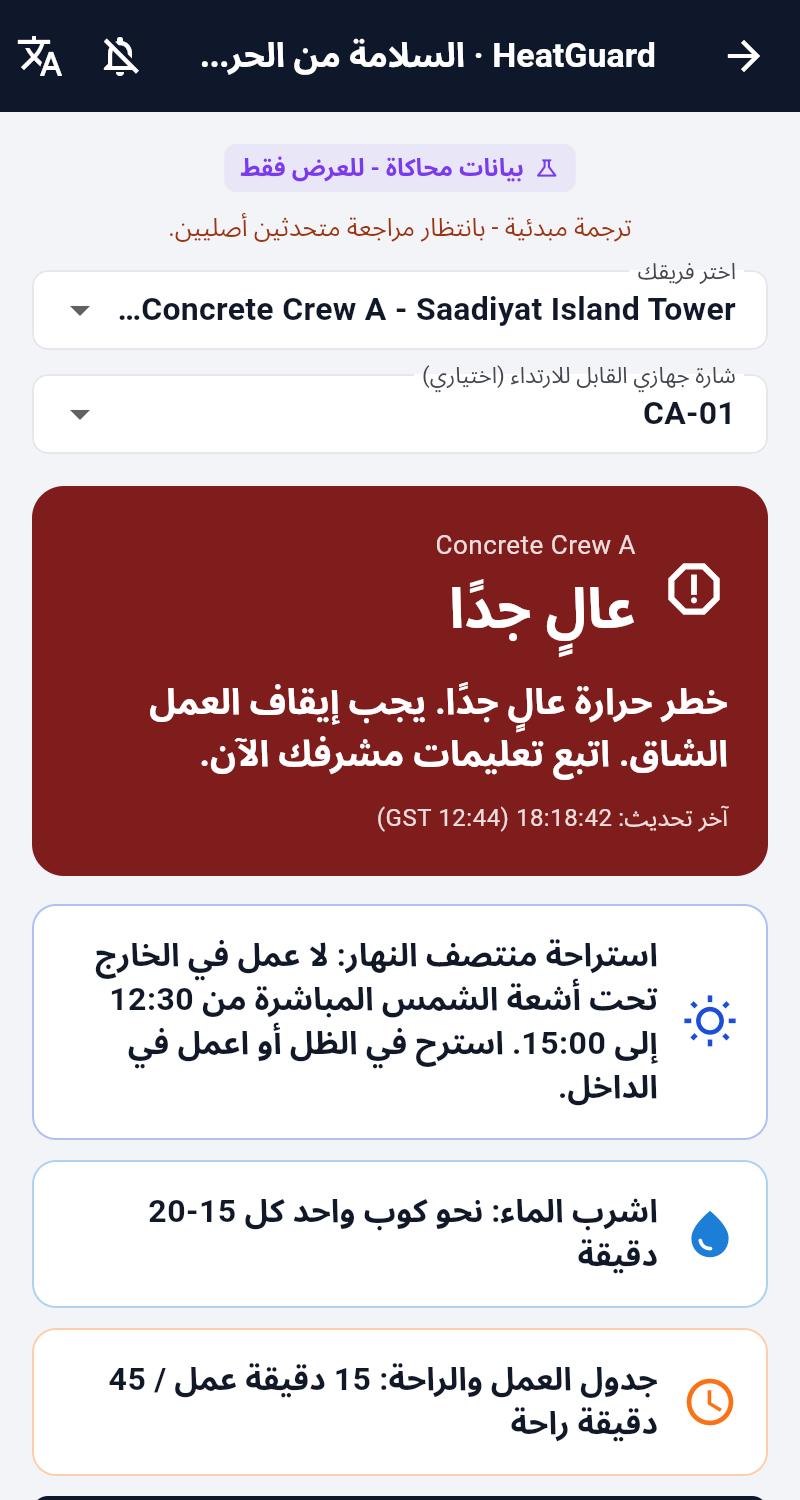 HeatGuard · السلامة من الحر...
بيانات محاكاة - للعرض فقط
ترجمة مبدئية - بانتظار مراجعة متحدثين أصليين.
اختر فريقك
Concrete Crew A - Saadiyat Island Tower...
شارة جهازي القابل للارتداء (اختياري)
CA-01
Concrete Crew A
عالٍ جدًا
خطر حرارة عالٍ جدًا. يجب إيقاف العمل
الشاق. اتبع تعليمات مشرفك الآن.
آخر تحديث: 18:18:42 (12:44 GST)
استراحة منتصف النهار: لا عمل في الخارج
تحت أشعة الشمس المباشرة من 12:30
إلى 15:00. استرح في الظل أو اعمل في
الداخل.
اشرب الماء: نحو كوب واحد كل 15-20
دقيقة
جدول العمل والراحة: 15 دقيقة عمل / 45
دقيقة راحة